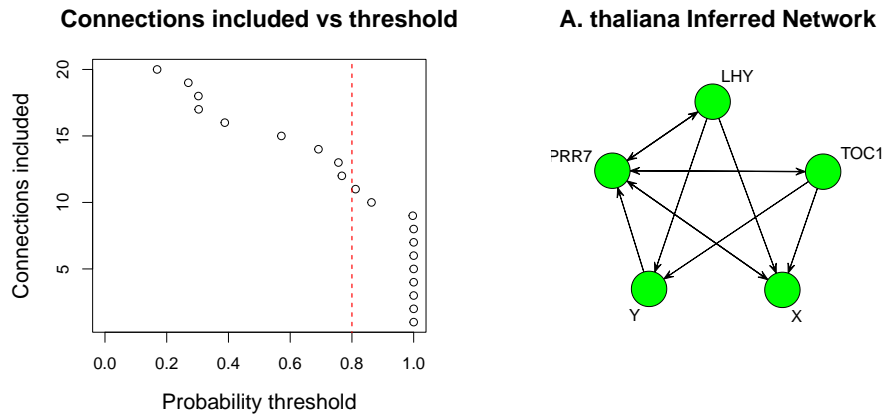 Connections included vs threshold
Connections included
20
15
10
5
0.0 0.2 0.4 0.6 0.8 1.0
Probability threshold
A. thaliana Inferred Network
LHY
TOC1
PRR7
Y
X